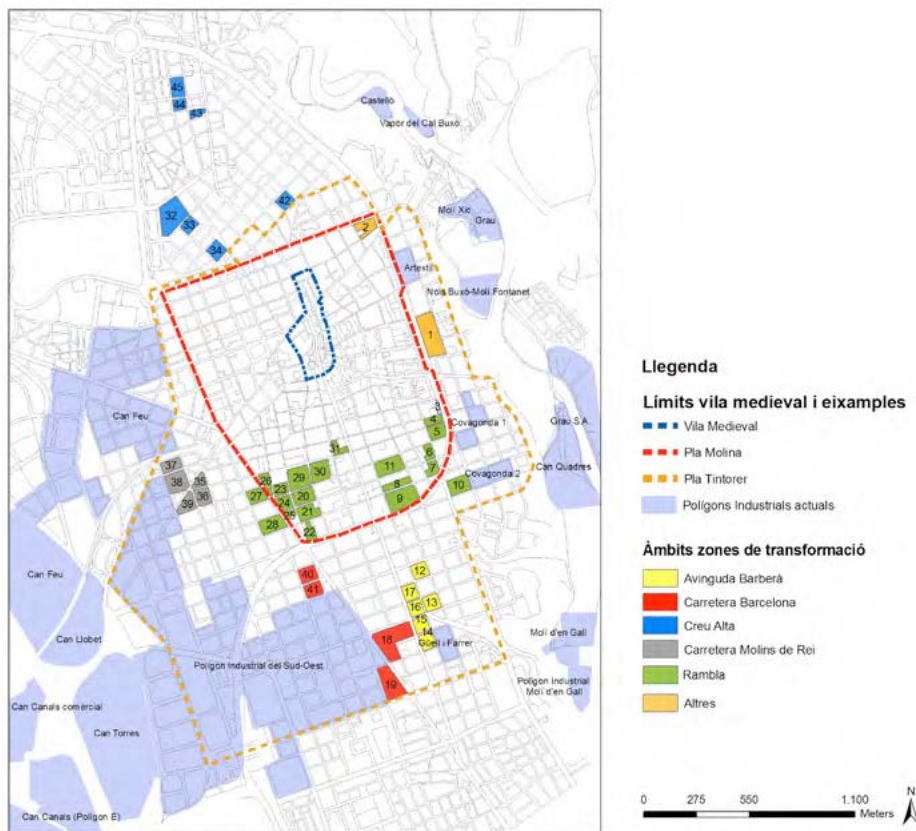 45
44
43
Castelló
Vapor del Cal Buxó
32
33
42
34
2
Molí Xic
Grau
Artextil
Nois Buxó-Molí Fontanet
1
Can Feu
3
4
5
Covagonda 1
Grau S.A.
6
7
Covagonda 2
Can Quadres
31
11
8
9
10
37
38
35
36
39
26
29
30
27
23
20
24
25
21
28
22
40
41
12
17
13
16
15
14
18
Güell i Farrer
19
Can Feu
Can Llobet
Polígon Industrial del Sud-Oest
Molí d'en Gall
Polígon Industrial
Molí d'en Gall
Can Canals comercial
Can Torres
Can Canals (Polígon E)
Llegenda
Límits vila medieval i eixamples
Vila Medieval
Pla Molina
Pla Tintorer
Polígons Industrials actuals
Àmbits zones de transformació
Avinguda Barberà
Carretera Barcelona
Creu Alta
Carretera Molins de Rei
Rambla
Altres
0 275 550 1.100
Meters
N